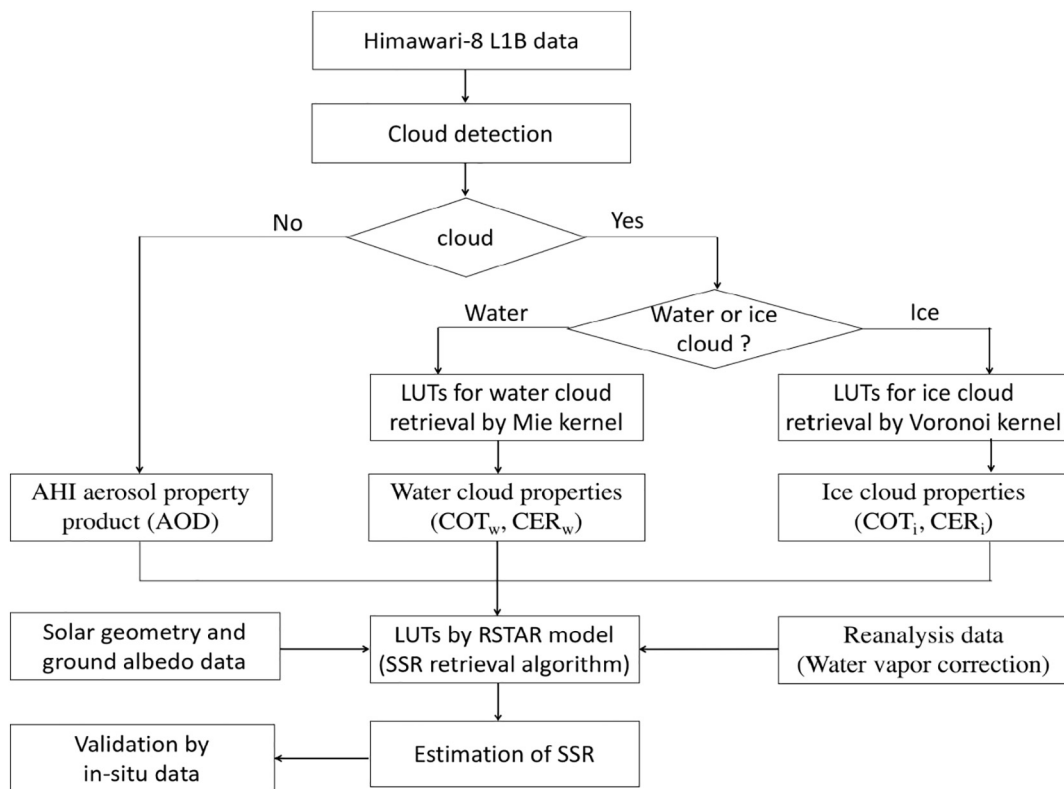 Himawari-8 L1B data
Cloud detection
No
cloud
Yes
Water
Water or ice
cloud ?
Ice
LUTs for water cloud
retrieval by Mie kernel
LUTs for ice cloud
retrieval by Voronoi kernel
AHI aerosol property
product (AOD)
Water cloud properties
(COTw, CERw)
Ice cloud properties
(COTi, CERi)
Solar geometry and
ground albedo data
LUTs by RSTAR model
(SSR retrieval algorithm)
Reanalysis data
(Water vapor correction)
Validation by
in-situ data
Estimation of SSR